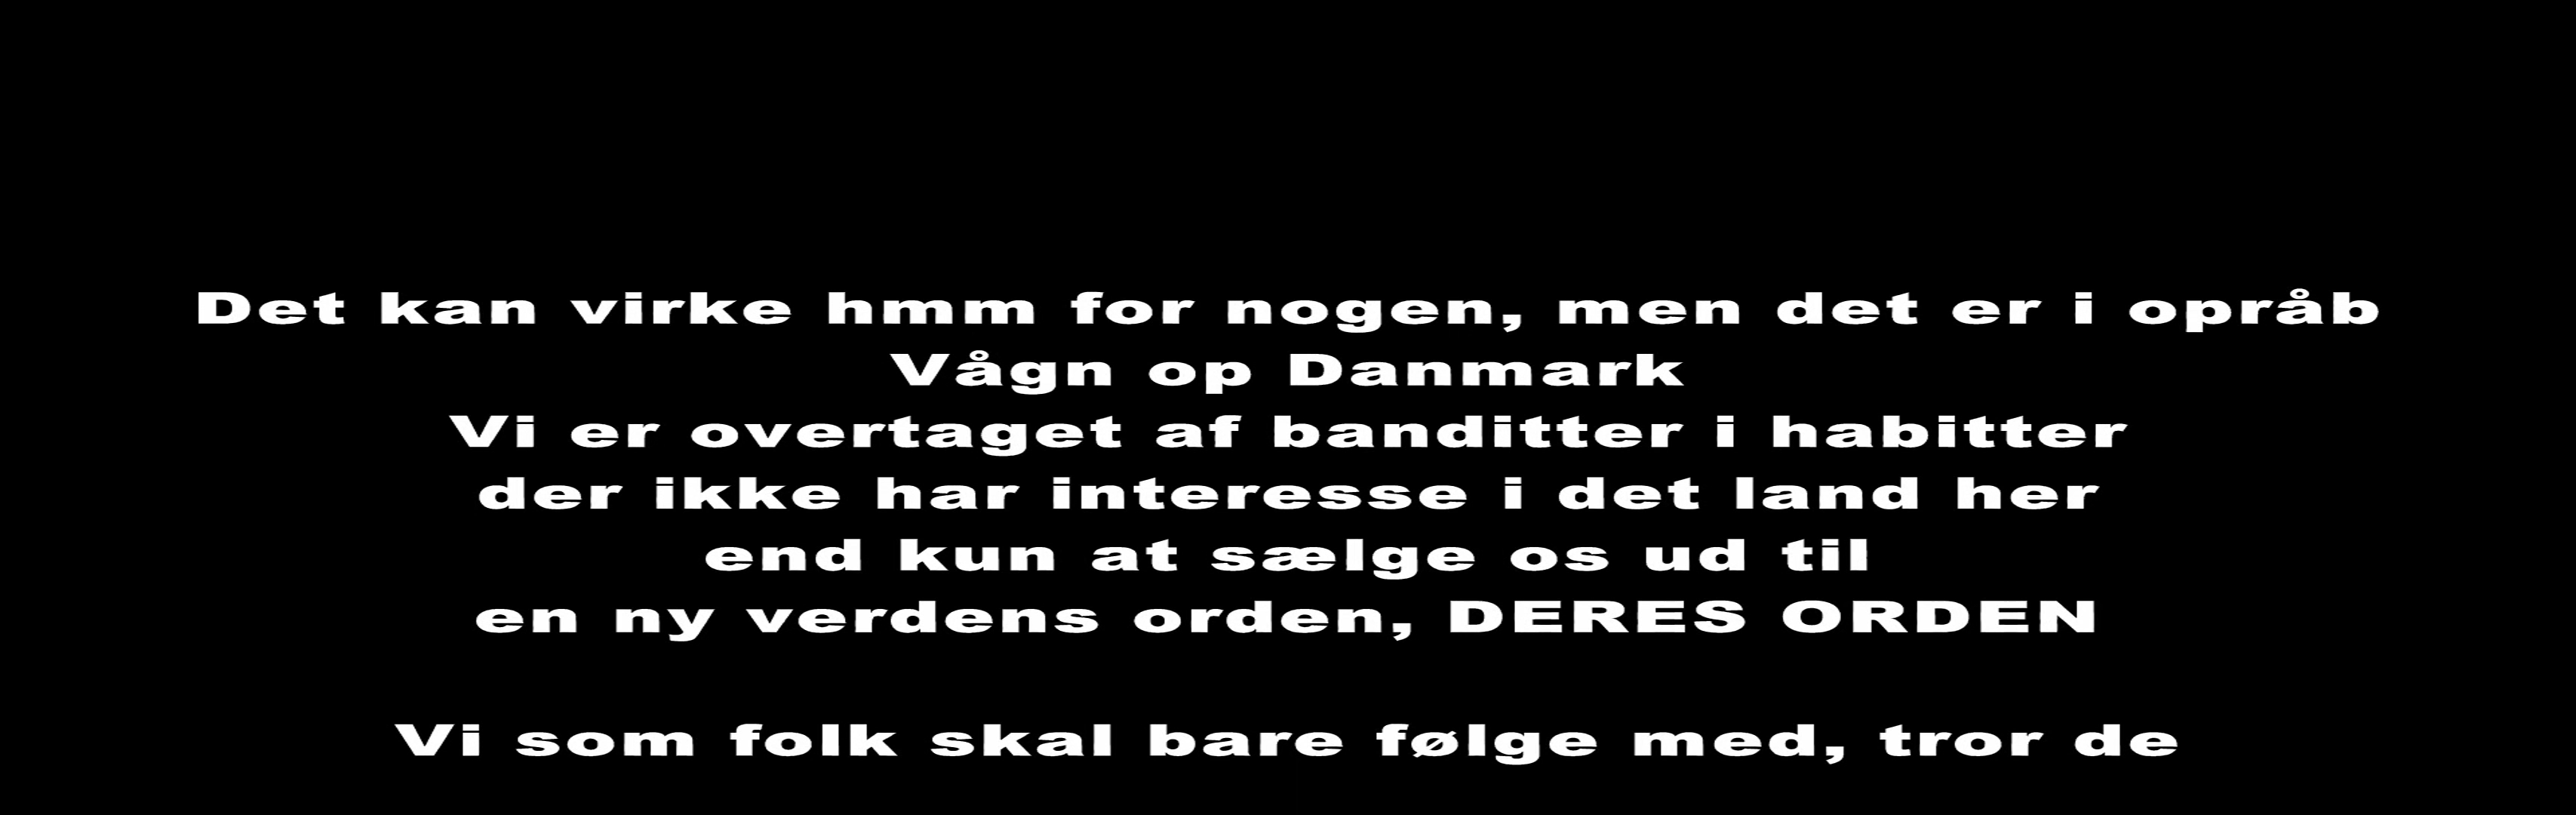 Det kan virke hmm for nogen, men det er i opråb
Vågn op Danmark
Vi er overtaget af banditter i habitter
der ikke har interesse i det land her
end kun at sælge os ud til
en ny verdens orden, DERES ORDEN
Vi som folk skal bare følge med, tror de